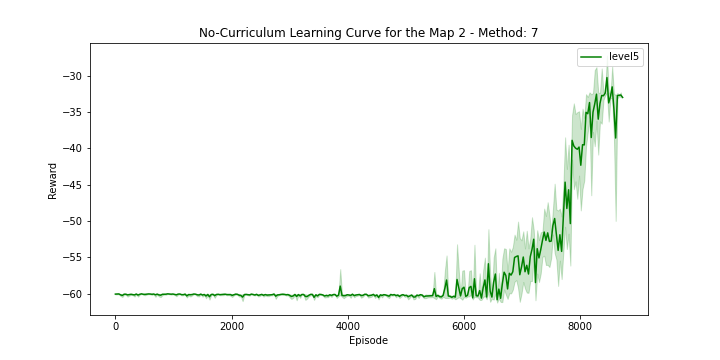 No-Curriculum Learning Curve for the Map 2 - Method: 7
level5
Reward
−30
−35
−40
−45
−50
−55
−60
0 2000 4000 6000 8000
Episode